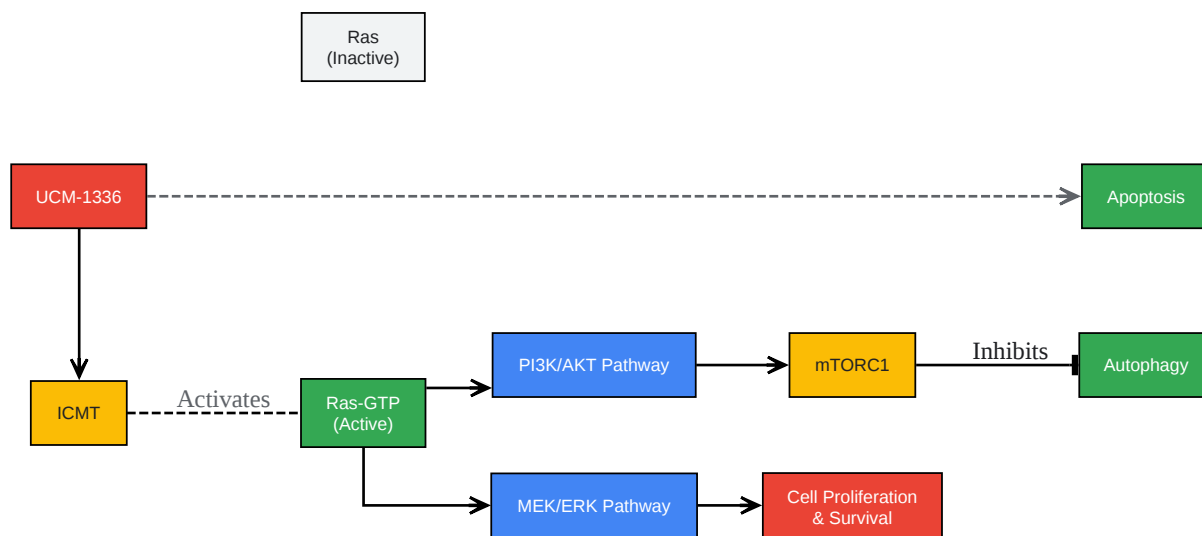 Ras
(Inactive)
UCM-1336
Apoptosis
PI3K/AKT Pathway
mTORC1
Inhibits
Autophagy
ICMT
Activates
Ras-GTP
(Active)
MEK/ERK Pathway
Cell Proliferation
& Survival